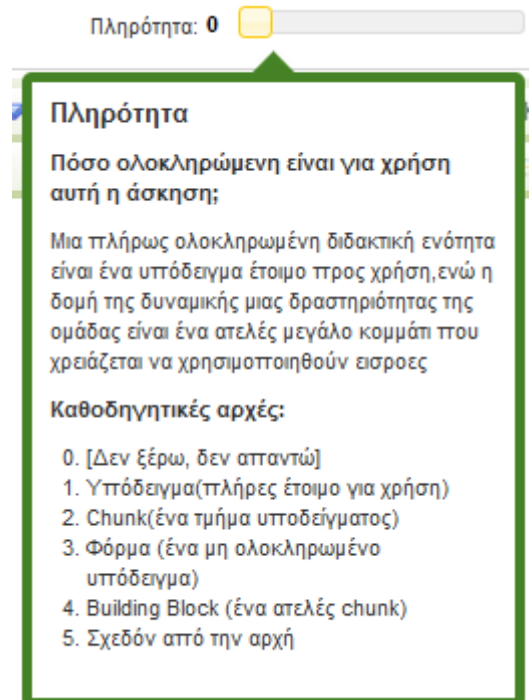 Πληρότητα: 0
Πληρότητα
Πόσο ολοκληρώμενη είναι για χρήση
αυτή η άσκηση;
Μια πλήρως ολοκληρωμένη διδακτική ενότητα
είναι ένα υπόδειγμα έτοιμο προς χρήση,ενώ η
δομή της δυναμικής μιας δραστηριότητας της
ομάδας είναι ένα ατελές μεγάλο κομμάτι που
χρειάζεται να χρησιμοποιηθούν εισροες
Καθοδηγητικές αρχές:
0. [Δεν ξέρω, δεν απαντώ]
1. Υπόδειγμα(πλήρες έτοιμο για χρήση)
2. Chunk(ένα τμήμα υποδείγματος)
3. Φόρμα (ένα μη ολοκληρωμένο
υπόδειγμα)
4. Building Block (ένα ατελές chunk)
5. Σχεδόν από την αρχή